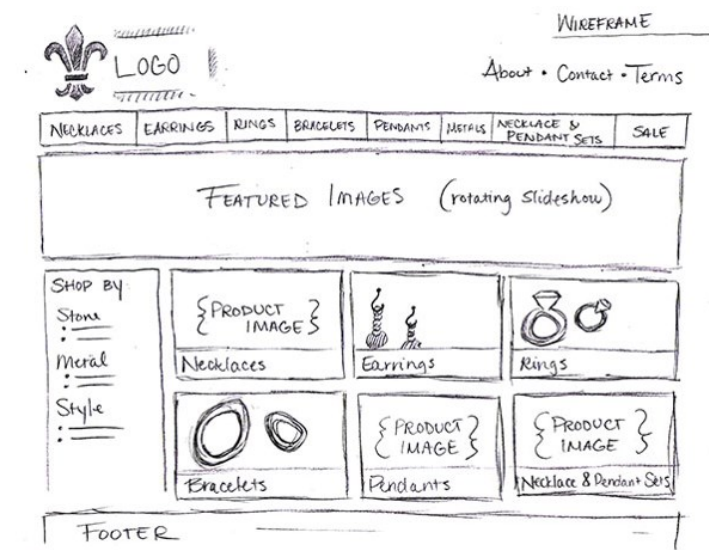 WIREFRAME
LOGO
About • Contact • Terms
NECKLACES
EARRINGS
RINGS
BRACELETS
PENDANTS
METALS
NECKLACE &
PENDANT SETS
SALE
FEATURED IMAGES (rotating slideshow)
SHOP BY
Stone
Metal
Style
{PRODUCT
IMAGE}
Necklaces
Earrings
Rings
Bracelets
{PRODUCT
IMAGE}
Pendants
{PRODUCT
IMAGE}
Necklace & Pendant Sets
FOOTER